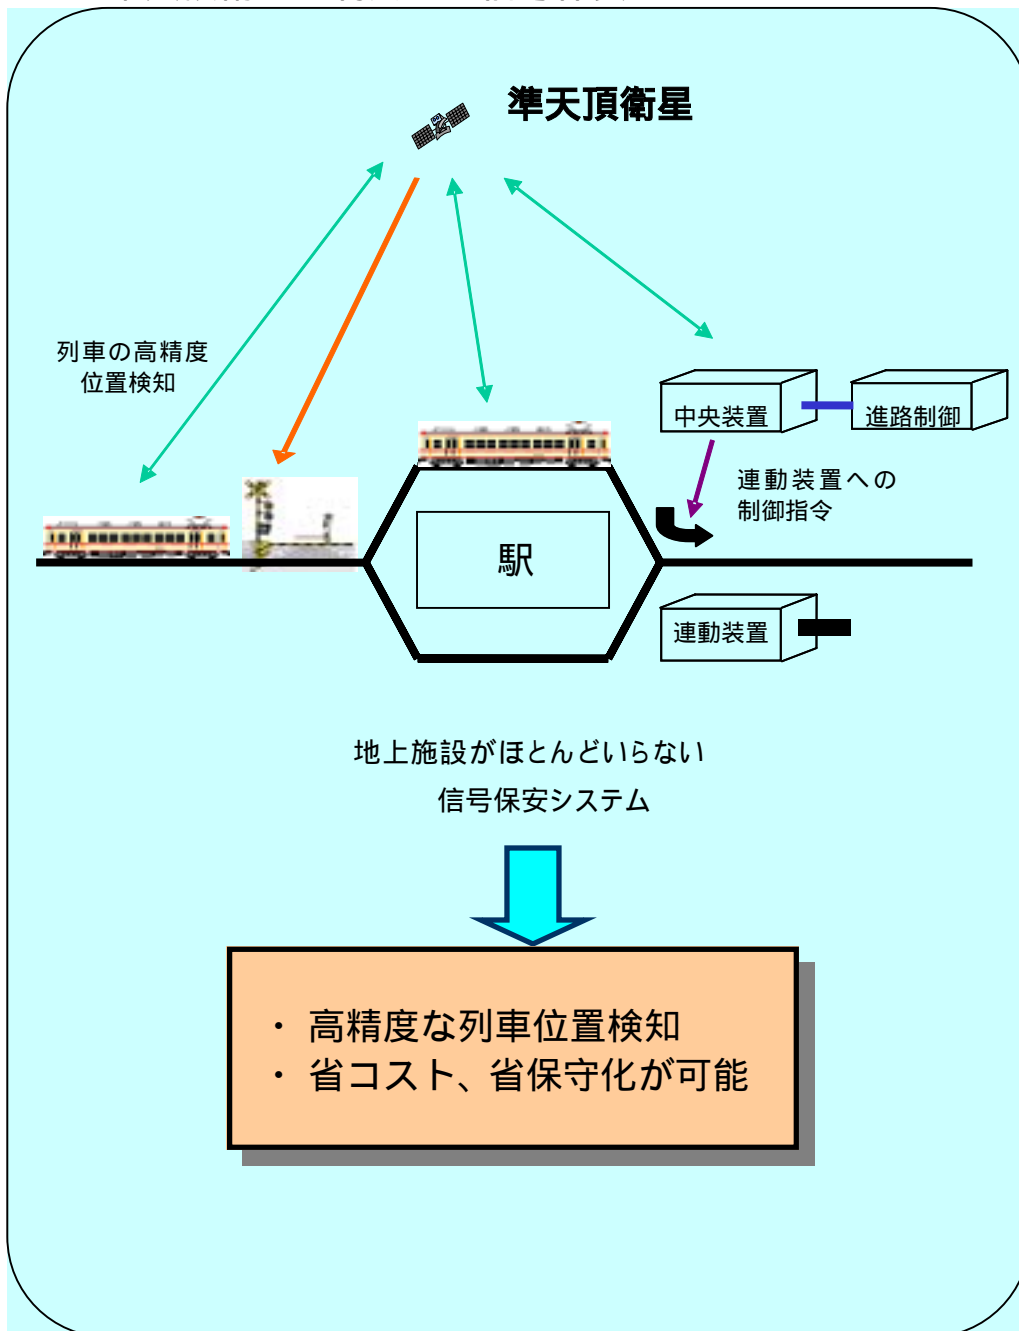 準天頂衛星
列車の高精度
位置検知
中央装置
進路制御
連動装置への
制御指令
駅
連動装置
地上施設がほとんどいらない
信号保安システム
・ 高精度な列車位置検知
・ 省コスト、省保守化が可能